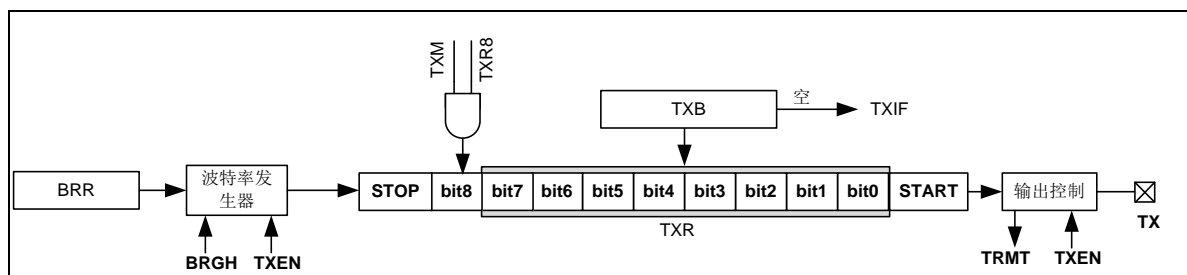 TXM
TXR8
TXB
空
TXIF
BRR
波特率发
生器
STOP
bit8
bit7
bit6
bit5
bit4
bit3
bit2
bit1
bit0
START
输出控制
TXR
TX
BRGH
TXEN
TRMT
TXEN